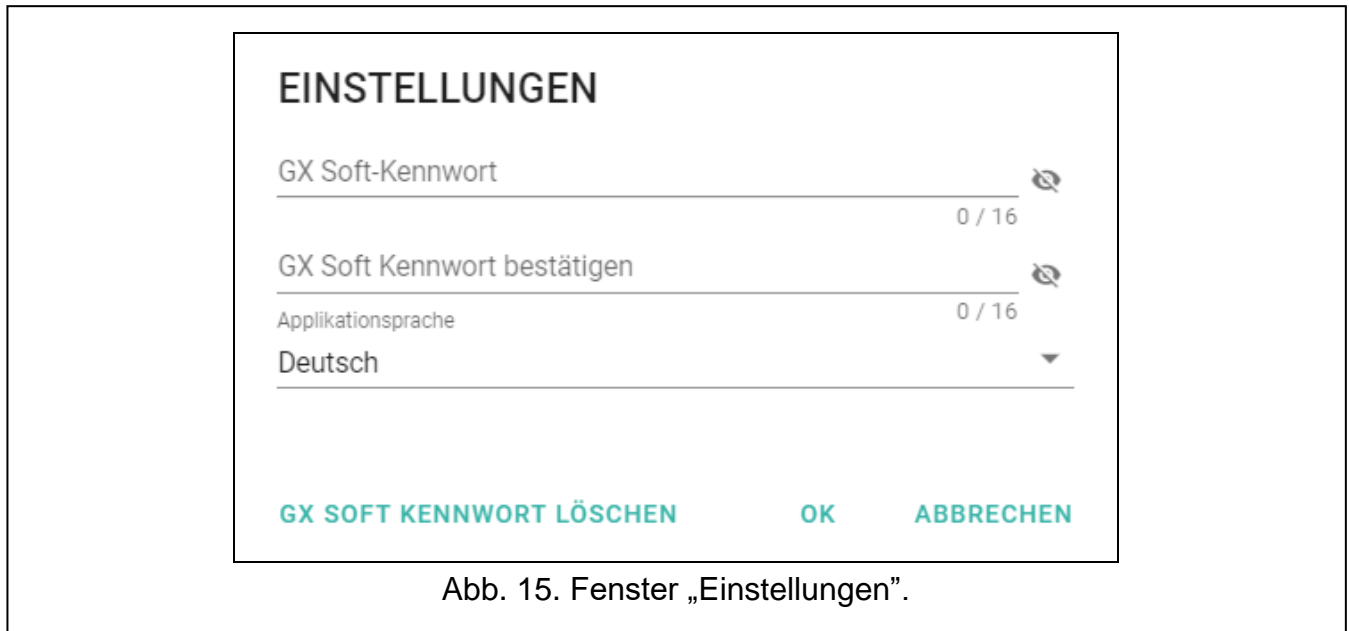 EINSTELLUNGEN
GX Soft-Kennwort
0 / 16
GX Soft Kennwort bestätigen
0 / 16
Applikationsprache
Deutsch
GX SOFT KENNWORT LÖSCHEN OK ABBRECHEN
Abb. 15. Fenster „Einstellungen”.